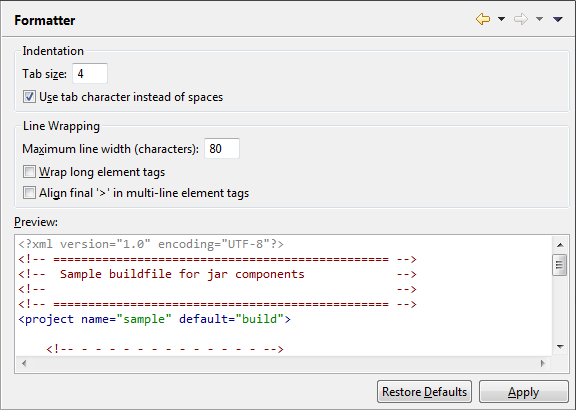 Formatter
Indentation
Tab size: 4
Use tab character instead of spaces
Line Wrapping
Maximum line width (characters): 80
Wrap long element tags
Align final '>' in multi-line element tags
Preview:
<?xml version="1.0" encoding="UTF-8"?>
<!-- ============================================== -->
<!--  Sample buildfile for jar components            -->
<!--                                                 -->
<!-- ============================================== -->
<project name="sample" default="build">
<!-- - - - - - - - - - - - - - - -->
Restore Defaults Apply